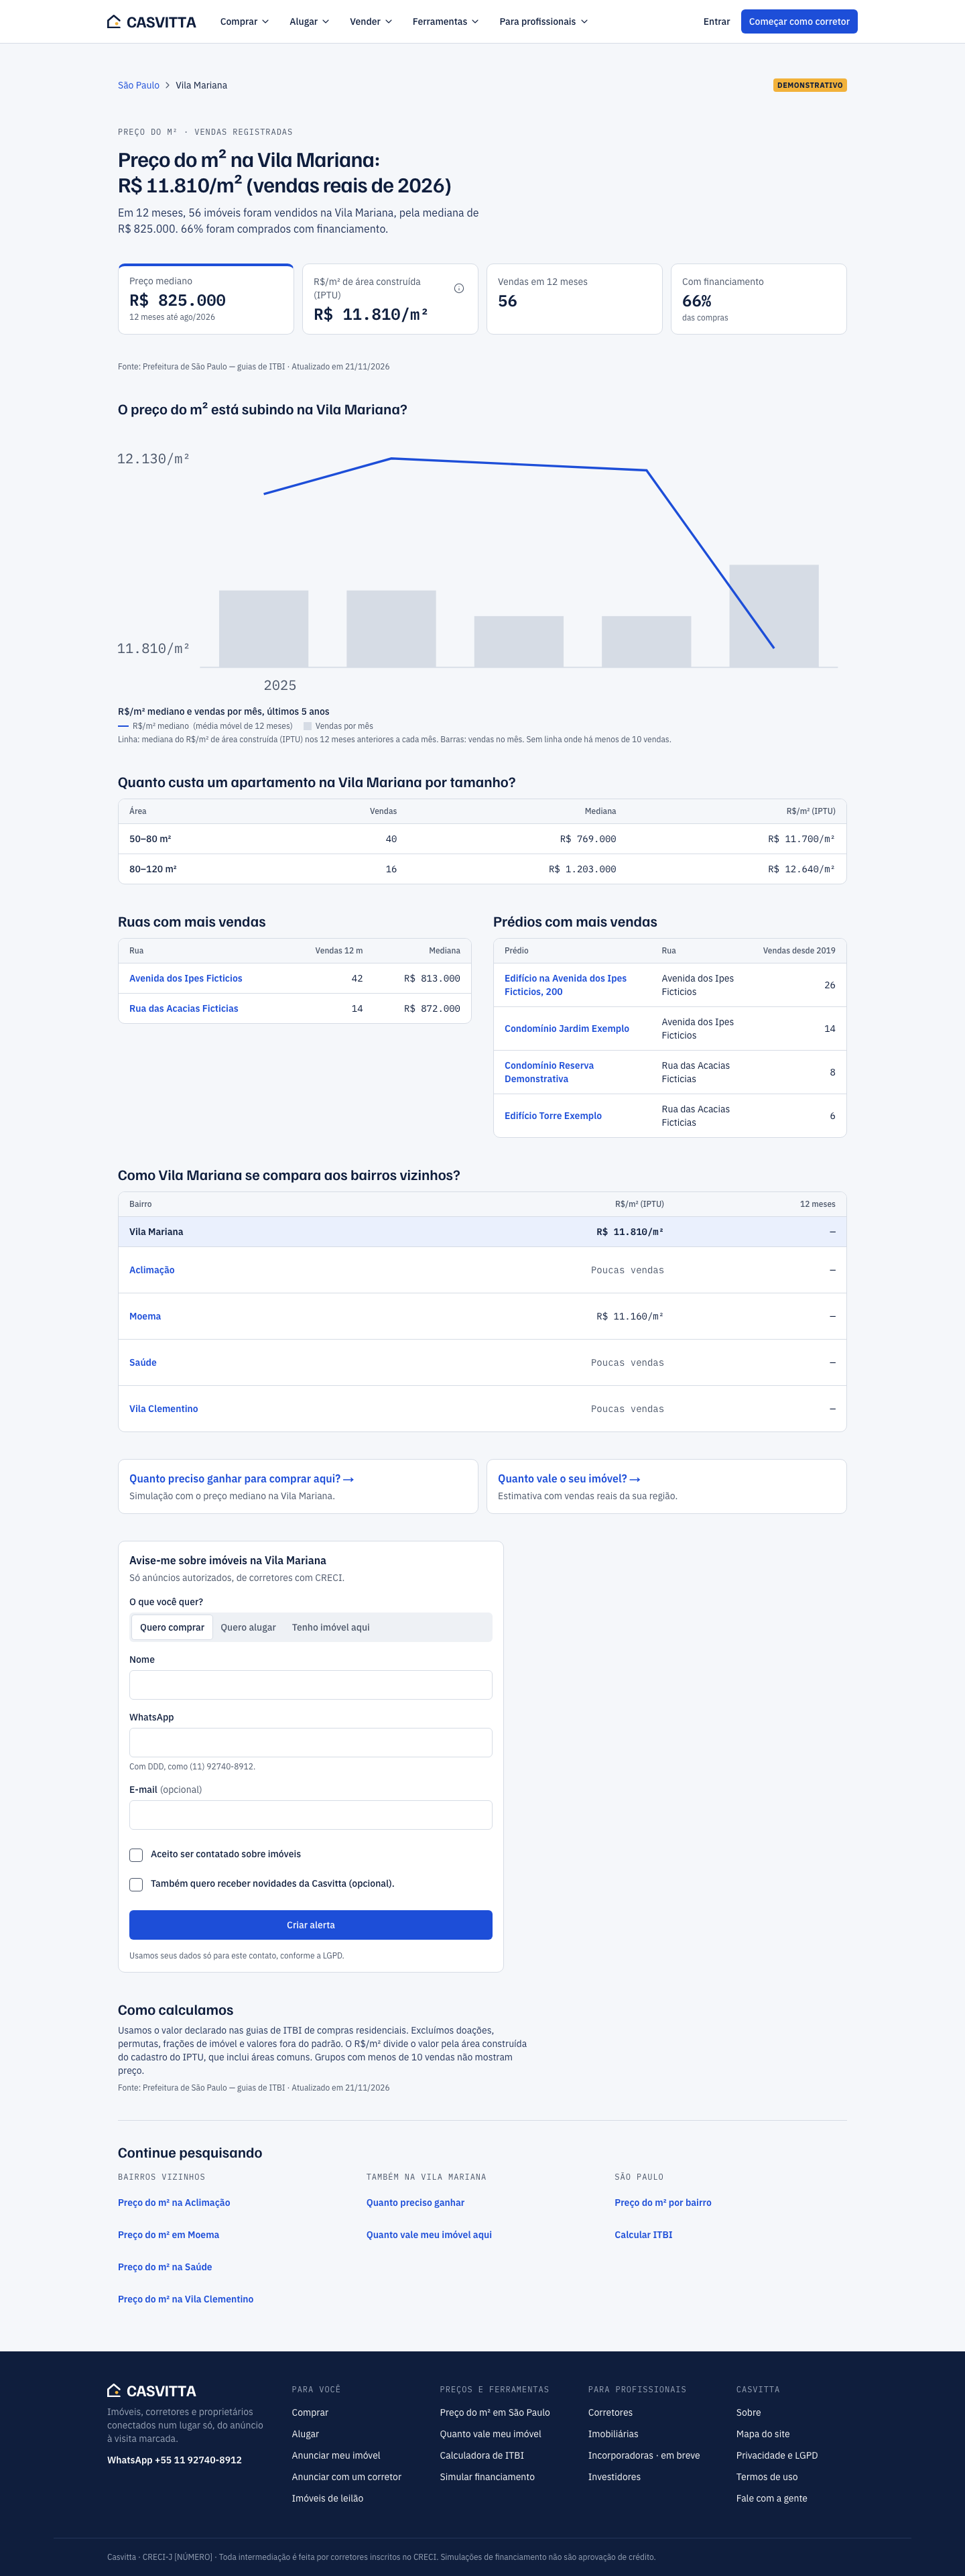 CASVITTA
Comprar
Alugar
Vender
Ferramentas
Para profissionais
Entrar
Começar como corretor
São Paulo > Vila Mariana
DEMONSTRATIVO
PREÇO DO M² · VENDAS REGISTRADAS
Preço do m² na Vila Mariana:
R$ 11.810/m² (vendas reais de 2026)
Em 12 meses, 56 imóveis foram vendidos na Vila Mariana, pela mediana de
R$ 825.000. 66% foram comprados com financiamento.
Preço mediano
R$ 825.000
12 meses até ago/2026
R$/m² de área construída
(IPTU)
R$ 11.810/m²
Vendas em 12 meses
56
Com financiamento
66%
das compras
Fonte: Prefeitura de São Paulo — guias de ITBI · Atualizado em 21/11/2026
O preço do m² está subindo na Vila Mariana?
12.130/m²
11.810/m²
2025
R$/m² mediano e vendas por mês, últimos 5 anos
R$/m² mediano (média móvel de 12 meses) Vendas por mês
Linha: mediana do R$/m² de área construída (IPTU) nos 12 meses anteriores a cada mês. Barras: vendas no mês. Sem linha onde há menos de 10 vendas.
Quanto custa um apartamento na Vila Mariana por tamanho?
Área Vendas Mediana R$/m² (IPTU)
50–80 m² 40 R$ 769.000 R$ 11.700/m²
80–120 m² 16 R$ 1.203.000 R$ 12.640/m²
Ruas com mais vendas
Rua Vendas 12 m Mediana
Avenida dos Ipes Ficticios 42 R$ 813.000
Rua das Acacias Ficticias 14 R$ 872.000
Prédios com mais vendas
Prédio Rua Vendas desde 2019
Edifício na Avenida dos Ipes
Ficticios, 200
Avenida dos Ipes
Ficticios
26
Condomínio Jardim Exemplo
Avenida dos Ipes
Ficticios
14
Condomínio Reserva
Demonstrativa
Rua das Acacias
Ficticias
8
Edifício Torre Exemplo
Rua das Acacias
Ficticias
6
Como Vila Mariana se compara aos bairros vizinhos?
Bairro R$/m² (IPTU) 12 meses
Vila Mariana R$ 11.810/m² —
Aclimação Poucas vendas —
Moema R$ 11.160/m² —
Saúde Poucas vendas —
Vila Clementino Poucas vendas —
Quanto preciso ganhar para comprar aqui? →
Simulação com o preço mediano na Vila Mariana.
Quanto vale o seu imóvel? →
Estimativa com vendas reais da sua região.
Avise-me sobre imóveis na Vila Mariana
Só anúncios autorizados, de corretores com CRECI.
O que você quer?
Quero comprar Quero alugar Tenho imóvel aqui
Nome
WhatsApp
Com DDD, como (11) 92740-8912.
E-mail (opcional)
Aceito ser contatado sobre imóveis
Também quero receber novidades da Casvitta (opcional).
Criar alerta
Usamos seus dados só para este contato, conforme a LGPD.
Como calculamos
Usamos o valor declarado nas guias de ITBI de compras residenciais. Excluímos doações,
permutas, frações de imóvel e valores fora do padrão. O R$/m² divide o valor pela área construída
do cadastro do IPTU, que inclui áreas comuns. Grupos com menos de 10 vendas não mostram
preço.
Fonte: Prefeitura de São Paulo — guias de ITBI · Atualizado em 21/11/2026
Continue pesquisando
BAIRROS VIZINHOS
Preço do m² na Aclimação
Preço do m² em Moema
Preço do m² na Saúde
Preço do m² na Vila Clementino
TAMBÉM NA VILA MARIANA
Quanto preciso ganhar
Quanto vale meu imóvel aqui
SÃO PAULO
Preço do m² por bairro
Calcular ITBI
CASVITTA
Imóveis, corretores e proprietários
conectados num lugar só, do anúncio
à visita marcada.
WhatsApp +55 11 92740-8912
PARA VOCÊ
Comprar
Alugar
Anunciar meu imóvel
Anunciar com um corretor
Imóveis de leilão
PREÇOS E FERRAMENTAS
Preço do m² em São Paulo
Quanto vale meu imóvel
Calculadora de ITBI
Simular financiamento
PARA PROFISSIONAIS
Corretores
Imobiliárias
Incorporadoras · em breve
Investidores
CASVITTA
Sobre
Mapa do site
Privacidade e LGPD
Termos de uso
Fale com a gente
Casvitta · CRECI-J [NÚMERO] · Toda intermediação é feita por corretores inscritos no CRECI. Simulações de financiamento não são aprovação de crédito.